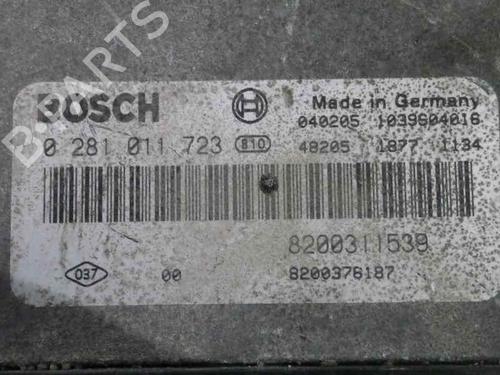 B-PARTS
BOSCH
Made in Germany
040205 1039S04016
0 281 011 723 810
48205 1877 1134
8200311539
037 00 8200376187